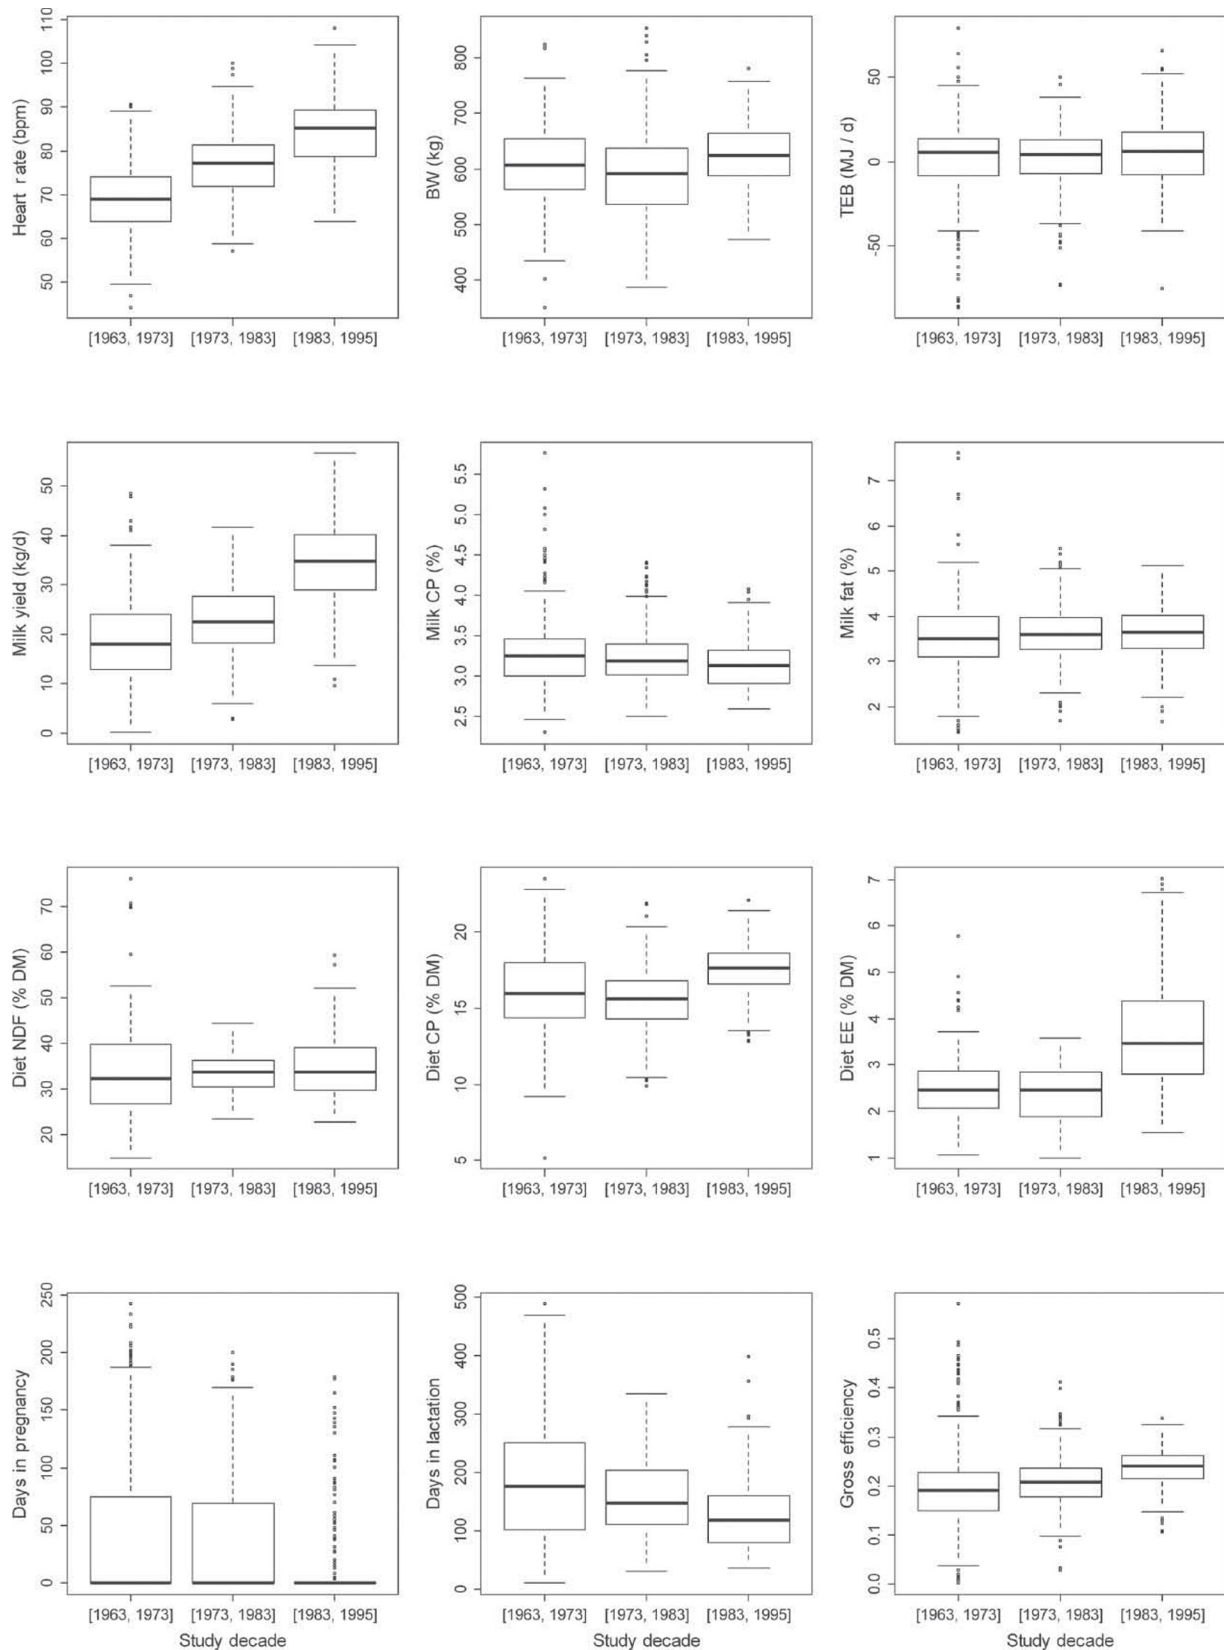 Heart rate (bpm)
110
100
90
80
70
60
50
[1963, 1973] [1973, 1983] [1983, 1995]
BW (kg)
800
700
600
500
400
[1963, 1973] [1973, 1983] [1983, 1995]
TEB (MJ / d)
50
0
-50
[1963, 1973] [1973, 1983] [1983, 1995]
Milk yield (kg/d)
50
40
30
20
10
0
[1963, 1973] [1973, 1983] [1983, 1995]
Milk CP (%)
5.5
5.0
4.5
4.0
3.5
3.0
2.5
[1963, 1973] [1973, 1983] [1983, 1995]
Milk fat (%)
7
6
5
4
3
2
[1963, 1973] [1973, 1983] [1983, 1995]
Diet NDF (% DM)
70
60
50
40
30
20
[1963, 1973] [1973, 1983] [1983, 1995]
Diet CP (% DM)
20
15
10
5
[1963, 1973] [1973, 1983] [1983, 1995]
Diet EE (% DM)
7
6
5
4
3
2
1
[1963, 1973] [1973, 1983] [1983, 1995]
Days in pregnancy
250
200
150
100
50
0
[1963, 1973] [1973, 1983] [1983, 1995]
Study decade
Days in lactation
500
400
300
200
100
0
[1963, 1973] [1973, 1983] [1983, 1995]
Study decade
Gross efficiency
0.5
0.4
0.3
0.2
0.1
0.0
[1963, 1973] [1973, 1983] [1983, 1995]
Study decade